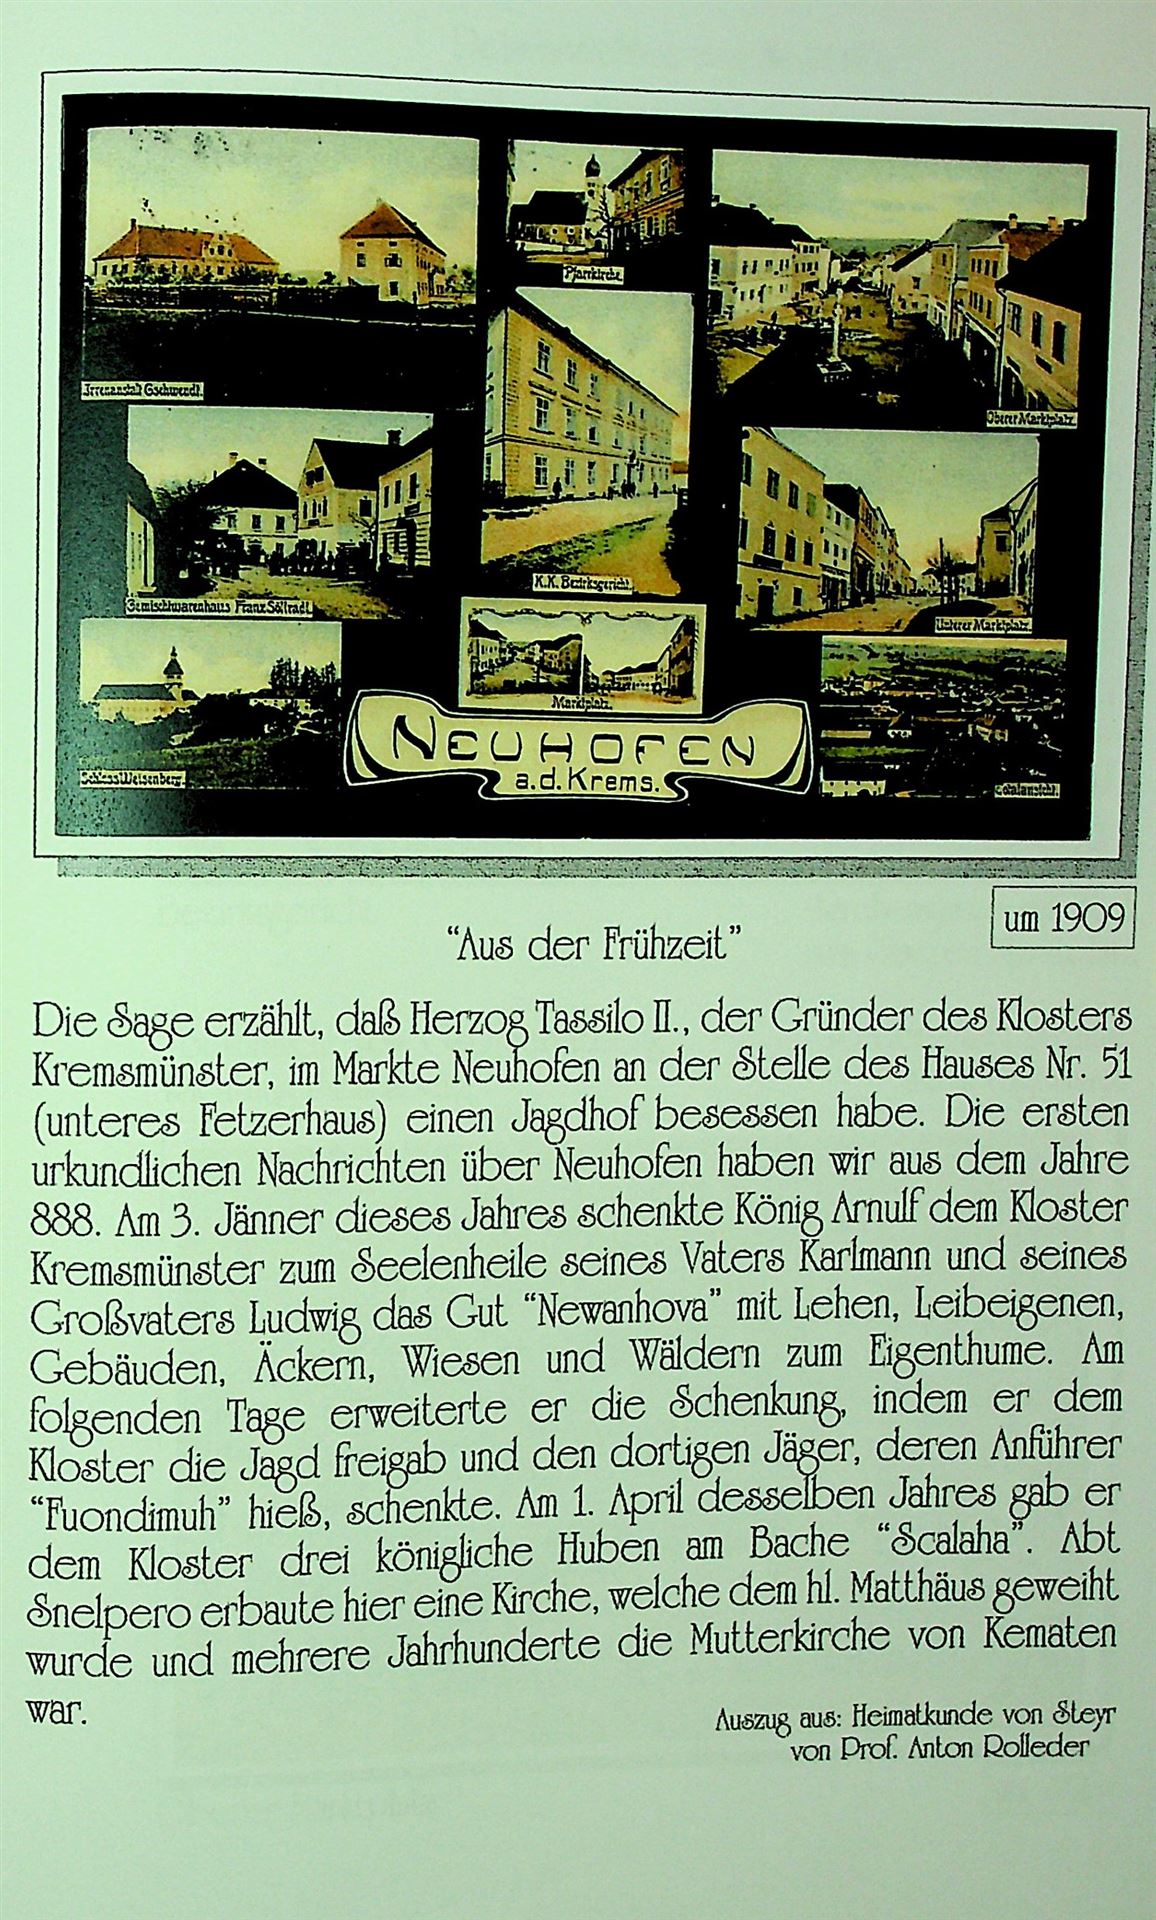 Pfarrkirche.
Irrenanstalt Gschwendt.
Oberer Marktplatz.
K.K. Bezirksgericht.
Gemischtwarenhaus Franz Söllradl.
Unterer Marktplatz.
Marktplatz.
Schloss Weisenberg.
NEUHOFEN
a.d. Krems.
Totalansicht.
um 1909
“Aus der Frühzeit”
Die Sage erzählt, daß Herzog Tassilo II., der Gründer des Klosters
Kremsmünster, im Markte Neuhofen an der Stelle des Hauses Nr. 51
(unteres Fetzerhaus) einen Jagdhof besessen habe. Die ersten
urkundlichen Nachrichten über Neuhofen haben wir aus dem Jahre
888. Am 3. Jänner dieses Jahres schenkte König Arnulf dem Kloster
Kremsmünster zum Seelenheile seines Vaters Karlmann und seines
Großvaters Ludwig das Gut “Newanhova” mit Lehen, Leibeigenen,
Gebäuden, Äckern, Wiesen und Wäldern zum Eigenthume. Am
folgenden Tage erweiterte er die Schenkung, indem er dem
Kloster die Jagd freigab und den dortigen Jäger, deren Anführer
“Fuondimuh” hieß, schenkte. Am 1. April desselben Jahres gab er
dem Kloster drei königliche Huben am Bache “Scalaha”. Abt
Snelpero erbaute hier eine Kirche, welche dem hl. Matthäus geweiht
wurde und mehrere Jahrhunderte die Mutterkirche von Kematen
war.
Auszug aus: Heimatkunde von Steyr
von Prof. Anton Rolleder